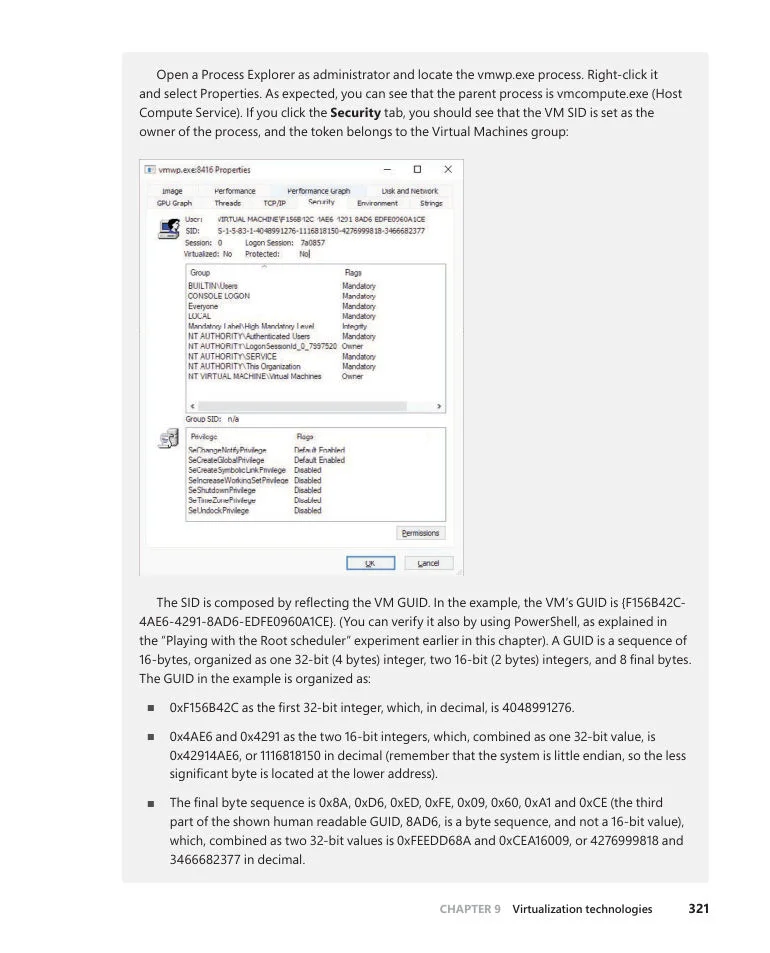 Open a Process Explorer as administrator and locate the vmwp.exe process. Right-click it
and select Properties. As expected, you can see that the parent process is vmcompute.exe (Host
Compute Service). If you click the Security tab, you should see that the VM SID is set as the
owner of the process, and the token belongs to the Virtual Machines group:
vmwp.exe:8416 Properties
Image Performance Performance Graph Disk and Network
GPU Graph Threads TCP/IP Security Environment Strings
User: VIRTUAL MACHINE\F156B42C-4AE6-4291-8AD6-EDFE0960A1CE
SID: S-1-5-83-1-4048991276-1116818150-4276999818-3466682377
Session: 0 Logon Session: 7a0857
Virtualized: No Protected: No
Group Flags
BUILTIN\Users Mandatory
CONSOLE LOGON Mandatory
Everyone Mandatory
LOCAL Mandatory
Mandatory Label\High Mandatory Level Integrity
NT AUTHORITY\Authenticated Users Mandatory
NT AUTHORITY\LogonSessionId_0_7997520 Owner
NT AUTHORITY\SERVICE Mandatory
NT AUTHORITY\This Organization Mandatory
NT VIRTUAL MACHINE\Virtual Machines Owner
Group SID: n/a
Privilege Flags
SeChangeNotifyPrivilege Default Enabled
SeCreateGlobalPrivilege Default Enabled
SeCreateSymbolicLinkPrivilege Disabled
SeIncreaseWorkingSetPrivilege Disabled
SeShutdownPrivilege Disabled
SeTimeZonePrivilege Disabled
SeUndockPrivilege Disabled
Permissions
OK Cancel
The SID is composed by reflecting the VM GUID. In the example, the VM’s GUID is {F156B42C-
4AE6-4291-8AD6-EDFE0960A1CE}. (You can verify it also by using PowerShell, as explained in
the “Playing with the Root scheduler” experiment earlier in this chapter). A GUID is a sequence of
16-bytes, organized as one 32-bit (4 bytes) integer, two 16-bit (2 bytes) integers, and 8 final bytes.
The GUID in the example is organized as:
■ 0xF156B42C as the first 32-bit integer, which, in decimal, is 4048991276.
■ 0x4AE6 and 0x4291 as the two 16-bit integers, which, combined as one 32-bit value, is
0x42914AE6, or 1116818150 in decimal (remember that the system is little endian, so the less
significant byte is located at the lower address).
■ The final byte sequence is 0x8A, 0xD6, 0xED, 0xFE, 0x09, 0x60, 0xA1 and 0xCE (the third
part of the shown human readable GUID, 8AD6, is a byte sequence, and not a 16-bit value),
which, combined as two 32-bit values is 0xFEEDD68A and 0xCEA16009, or 4276999818 and
3466682377 in decimal.
CHAPTER 9 Virtualization technologies 321